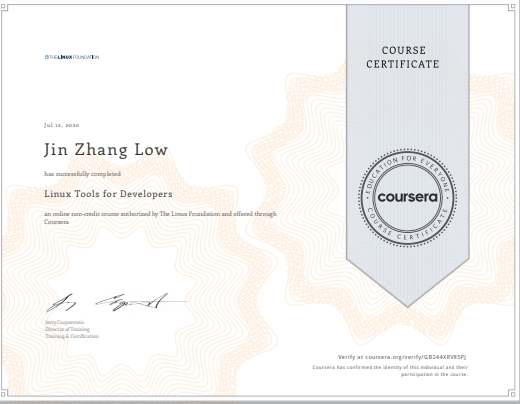 THE LINUX FOUNDATION
COURSE
CERTIFICATE
Jul 12, 2020
Jin Zhang Low
has successfully completed
Linux Tools for Developers
an online non-credit course authorized by The Linux Foundation and offered through
Coursera
EDUCATION FOR EVERYONE
coursera
COURSE CERTIFICATE
Jerry Cooperstein
Director of Training
Training & Certification
Verify at coursera.org/verify/GB244XRVR5PJ
Coursera has confirmed the identity of this individual and their
participation in the course.